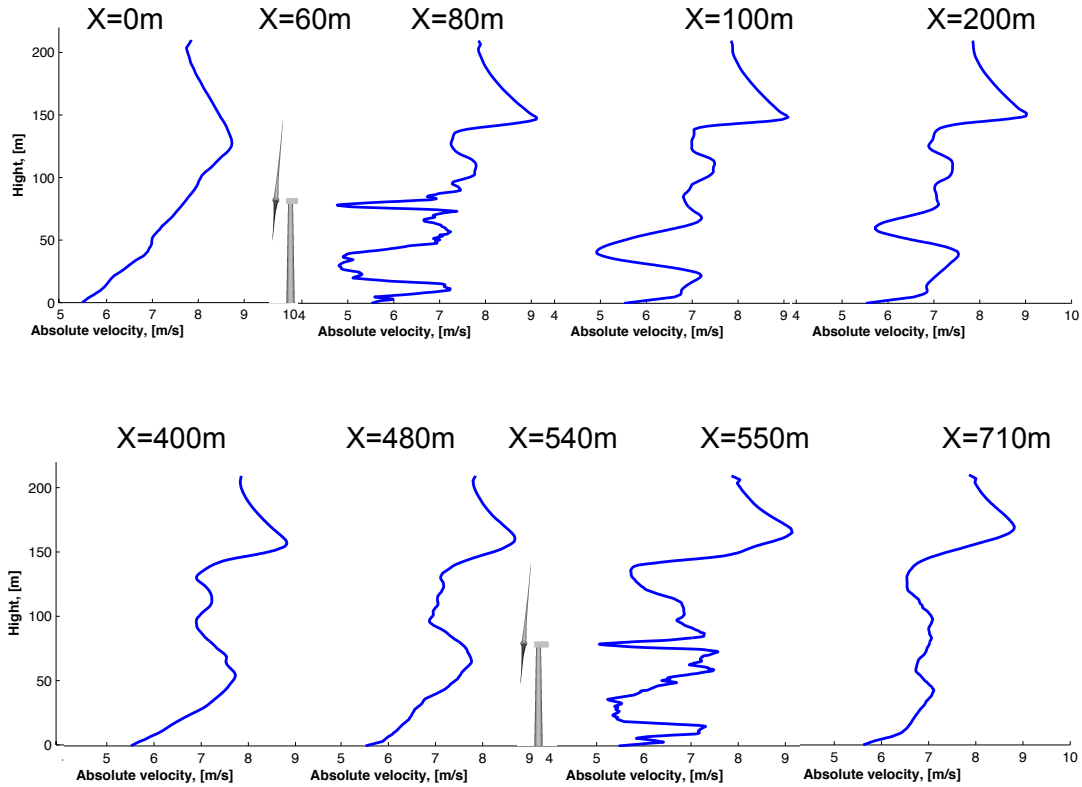 X=0m X=60m X=80m X=100m X=200m
200
150
100
50
0
Hight, [m]
5 6 7 8 9 10 4 5 6 7 8 9 4 5 6 7 8 9 4 5 6 7 8 9 10
Absolute velocity, [m/s] Absolute velocity, [m/s] Absolute velocity, [m/s] Absolute velocity, [m/s]
X=400m X=480m X=540m X=550m X=710m
200
150
100
50
0
Hight, [m]
5 6 7 8 9 5 6 7 8 9 4 5 6 7 8 9 5 6 7 8 9 10
Absolute velocity, [m/s] Absolute velocity, [m/s] Absolute velocity, [m/s] Absolute velocity, [m/s]